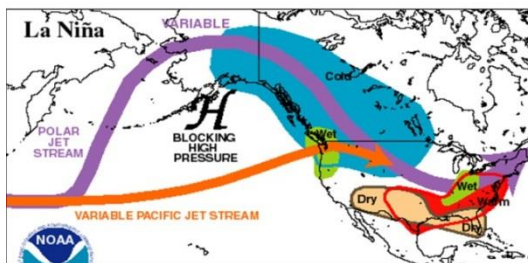 La Niña
VARIABLE
Cold
POLAR
JET
STREAM
H
BLOCKING
HIGH
PRESSURE
Wet
VARIABLE PACIFIC JET STREAM
Wet
Dry
Warm
Dry
NOAA